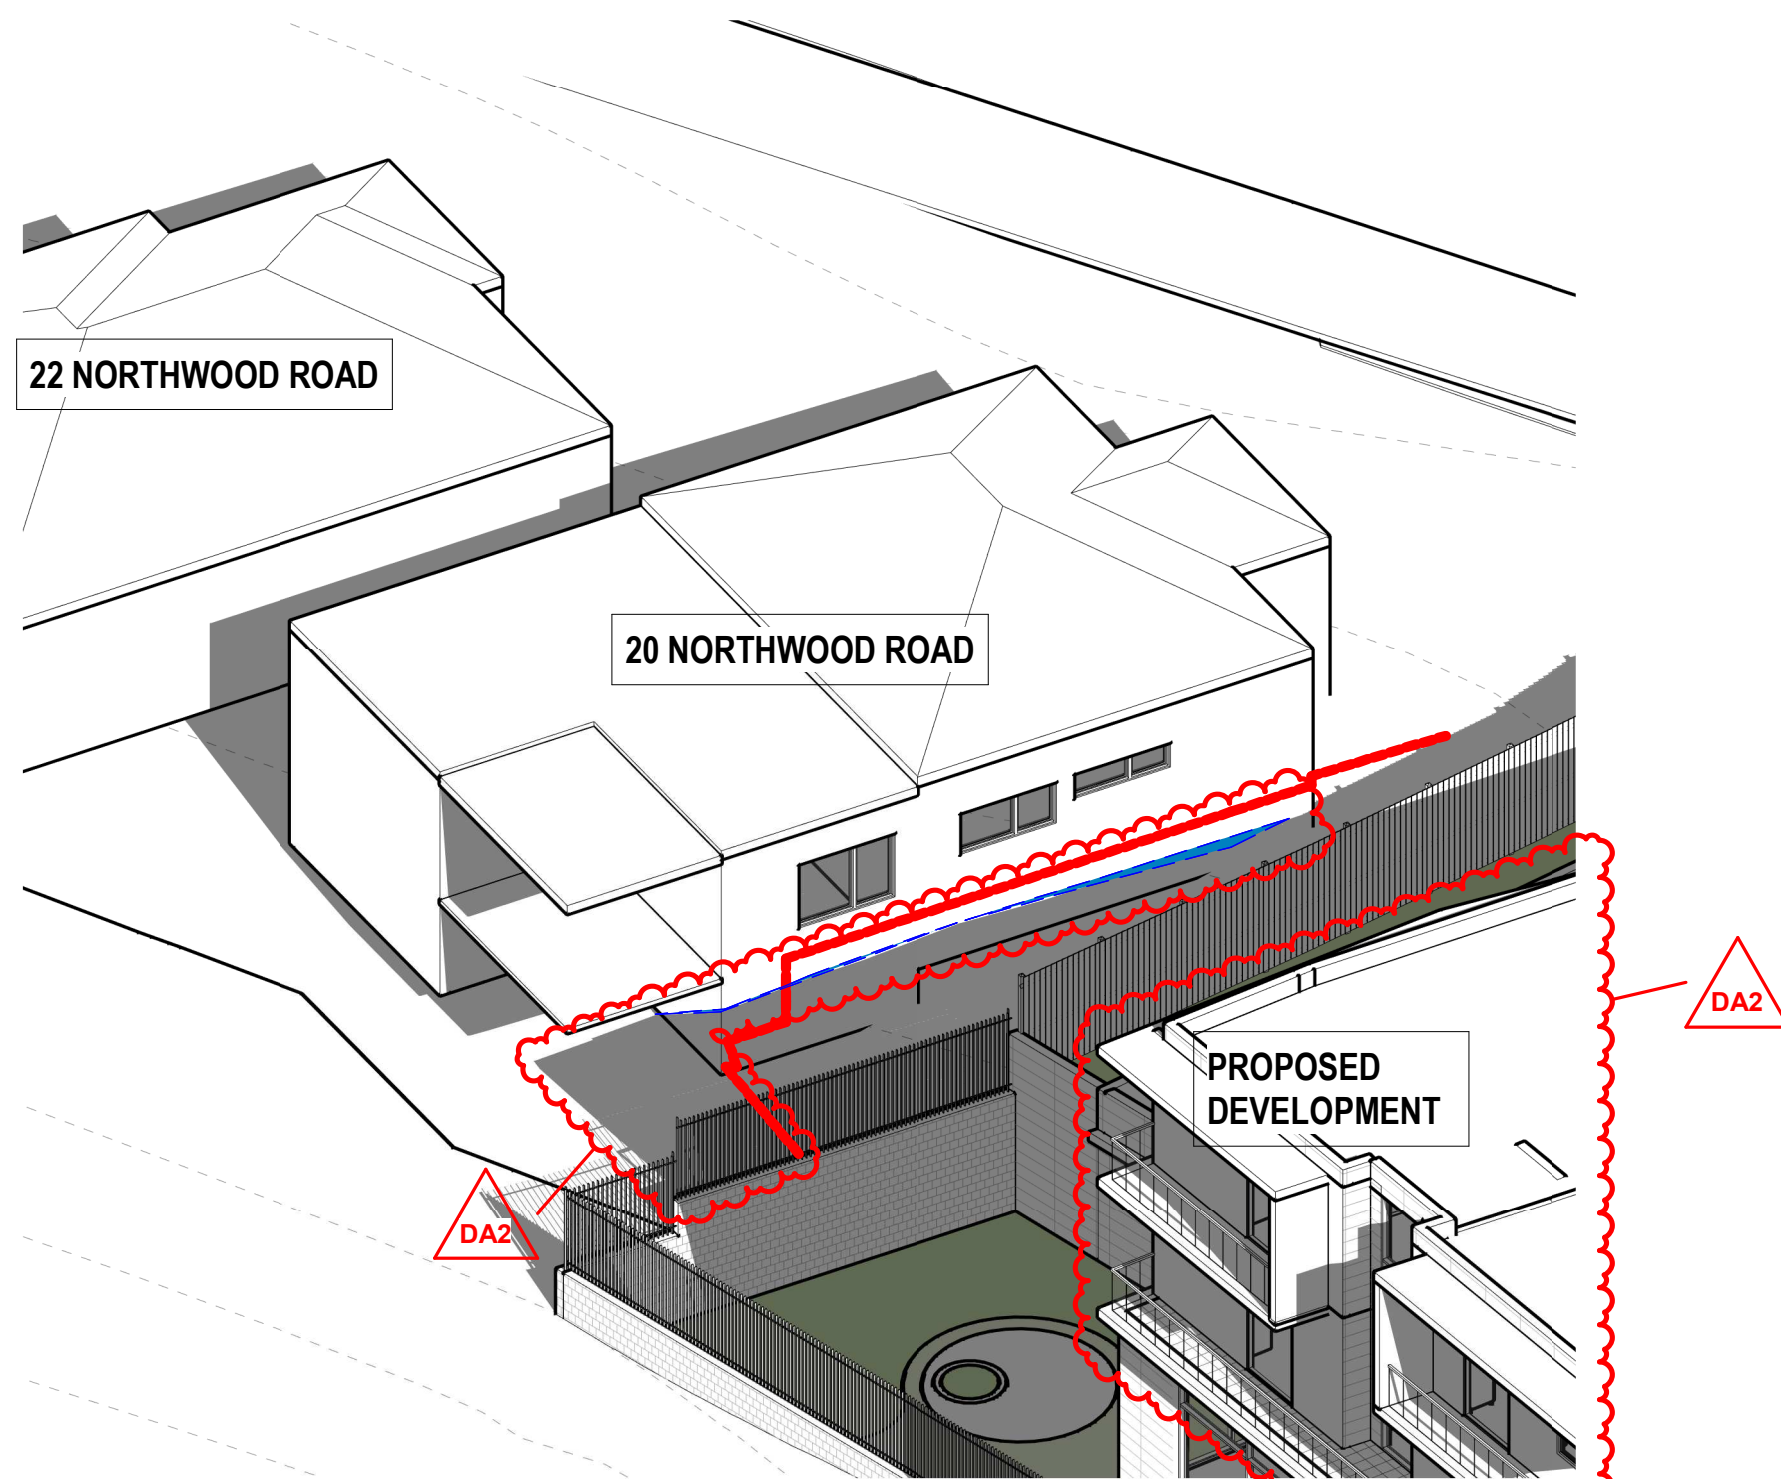 22 NORTHWOOD ROAD
20 NORTHWOOD ROAD
DA2
PROPOSED
DEVELOPMENT
DA2